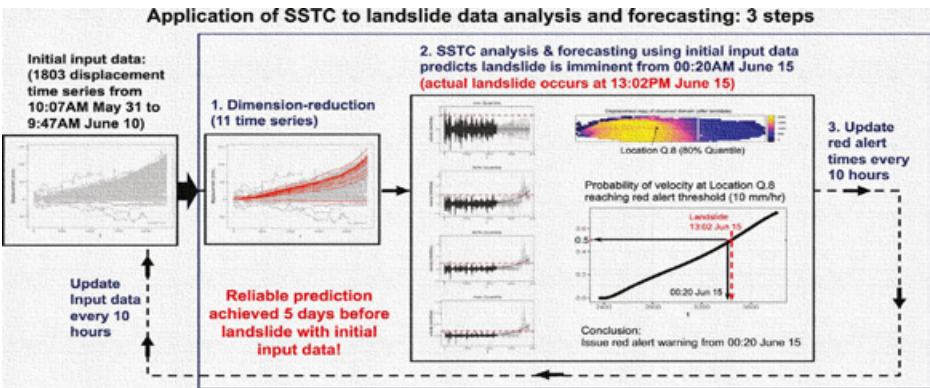 Application of SSTC to landslide data analysis and forecasting: 3 steps
Initial input data:
(1803 displacement
time series from
10:07AM May 31 to
9:47AM June 10)
1. Dimension-reduction
(11 time series)
2. SSTC analysis & forecasting using initial input data
predicts landslide is imminent from 00:20AM June 15
(actual landslide occurs at 13:02PM June 15)
Location Q.8 (80% Quantile)
Probability of velocity at Location Q.8
reaching red alert threshold (10 mm/hr)
Landslide
13:02 Jun 15
0.5
0.0
00:20 Jun 15
t
Conclusion:
Issue red alert warning from 00:20 June 15
3. Update
red alert
times every
10 hours
Update
Input data
every 10
hours
Reliable prediction
achieved 5 days before
landslide with initial
input data!